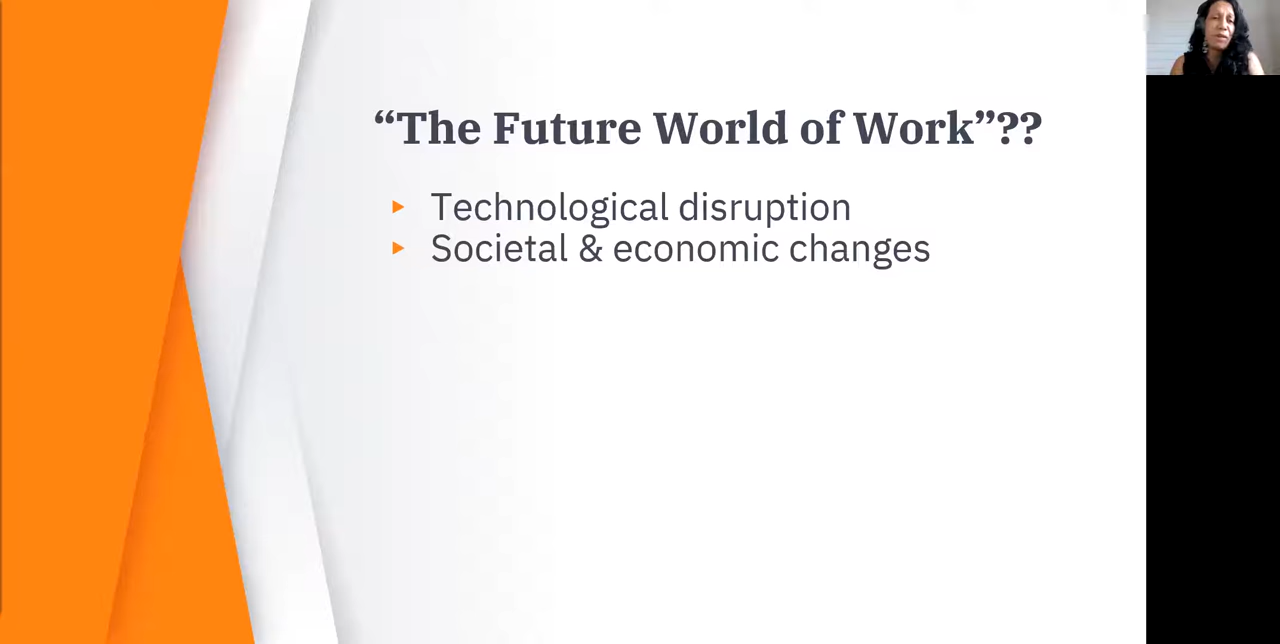 “The Future World of Work”??
Technological disruption
Societal & economic changes